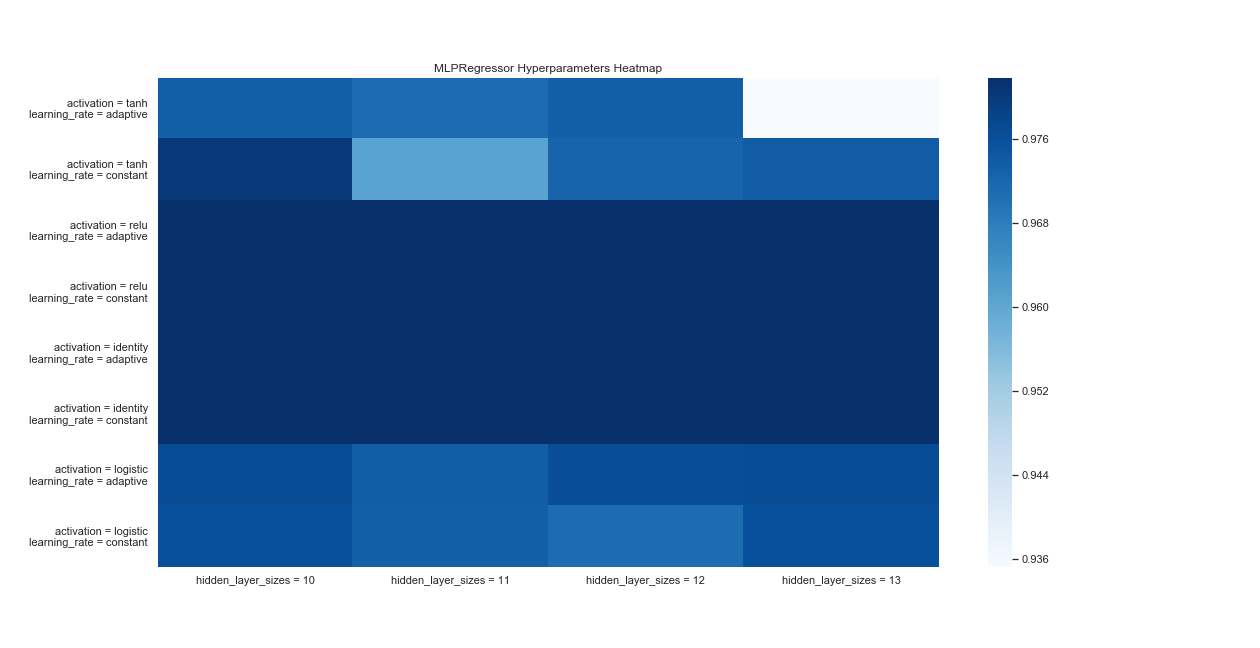 MLPRegressor Hyperparameters Heatmap
activation = tanh
learning_rate = adaptive
activation = tanh
learning_rate = constant
activation = relu
learning_rate = adaptive
activation = relu
learning_rate = constant
activation = identity
learning_rate = adaptive
activation = identity
learning_rate = constant
activation = logistic
learning_rate = adaptive
activation = logistic
learning_rate = constant
hidden_layer_sizes = 10
hidden_layer_sizes = 11
hidden_layer_sizes = 12
hidden_layer_sizes = 13
0.976
0.968
0.960
0.952
0.944
0.936